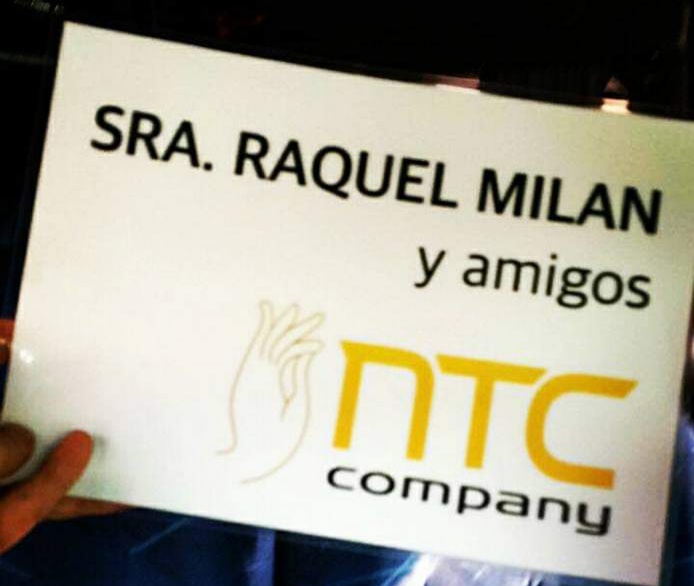 SRA. RAQUEL MILAN
y amigos
NTC
company